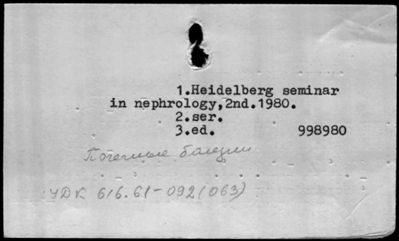 1.Heidelberg seminar
in nephrology,2nd.1980.
2.ser.
3.ed. 998980
Почечные болезни
УДК 616.61-092(063)